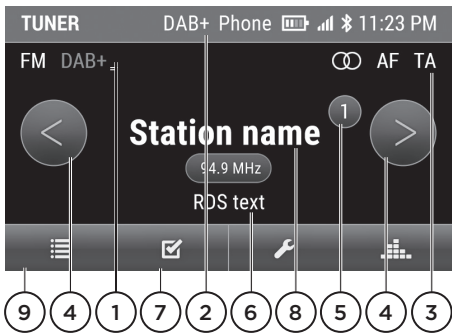 TUNER DAB+ Phone 11:23 PM
FM DAB+ AF TA
1
< Station name >
94.9 MHz
RDS text
9 4 1 7 2 6 8 5 4 3